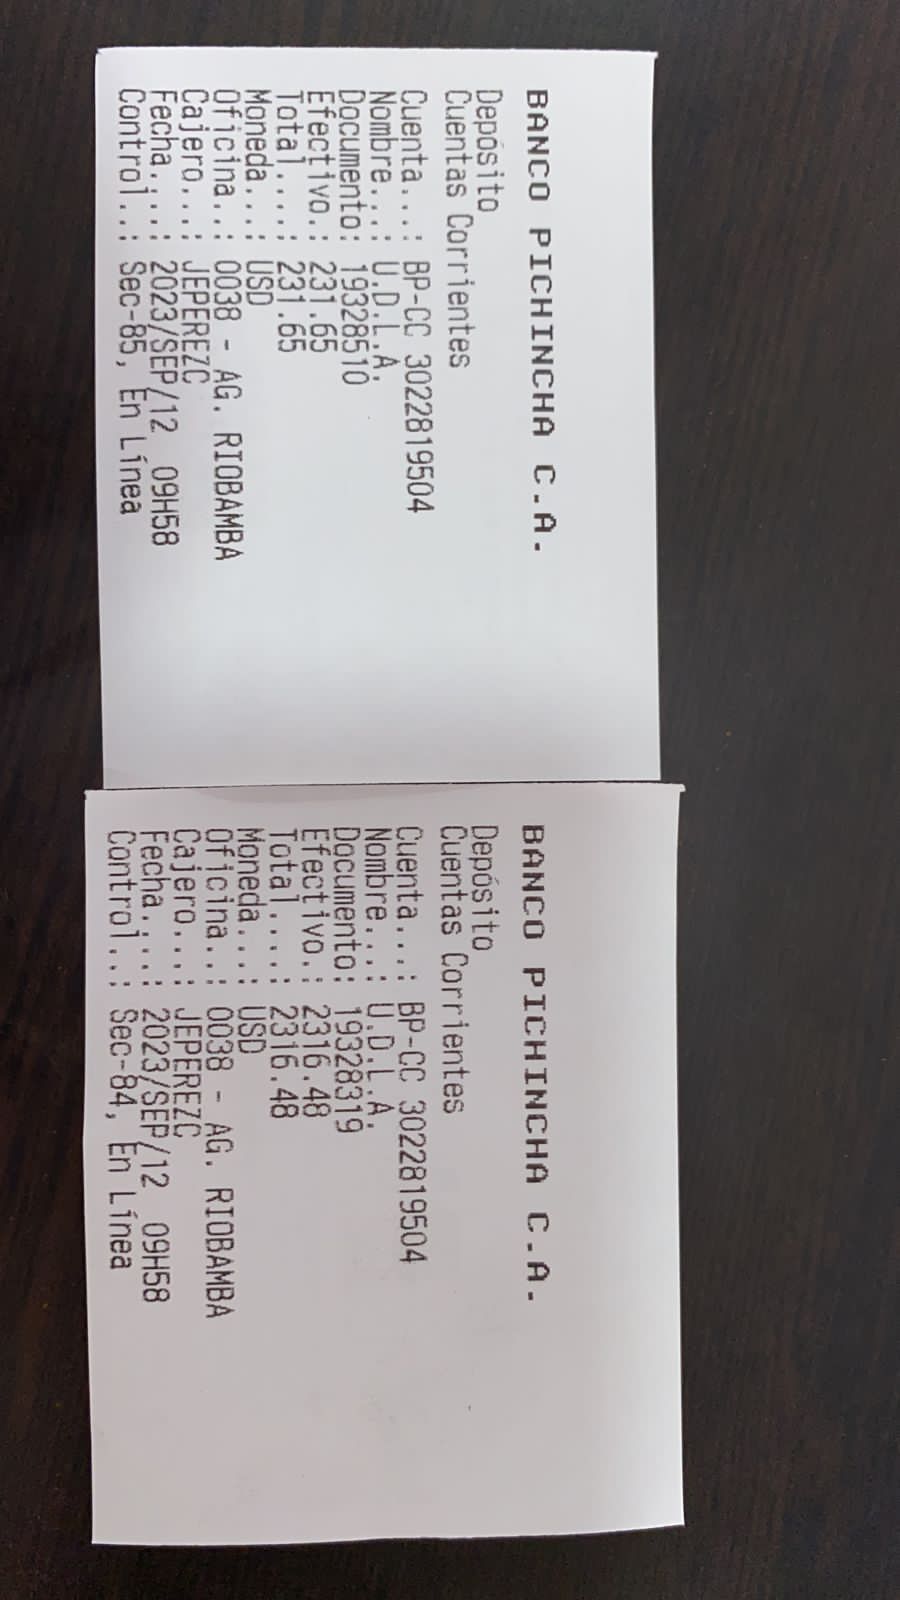 BANCO PICHINCHA C.A.
Depósito
Cuentas Corrientes
Cuenta..: BP-CC 3022819504
Nombre..: U.D.L.A.
Documento: 19328510
Efectivo.: 231.65
Total....: 231.65
Moneda...: USD
Oficina..: 0038 - AG. RIOBAMBA
Cajero...: JEPEREZC
Fecha....: 2023/SEP/12 09H58
Control..: Sec-85, En Línea
BANCO PICHINCHA C.A.
Depósito
Cuentas Corrientes
Cuenta...: BP-CC 3022819504
Nombre...: U.D.L.A.
Documento: 19328319
Efectivo.: 2316.48
Total....: 2316.48
Moneda...: USD
Oficina..: 0038 - AG. RIOBAMBA
Cajero...: JEPEREZC
Fecha....: 2023/SEP/12 09H58
Control..: Sec-84, En Línea